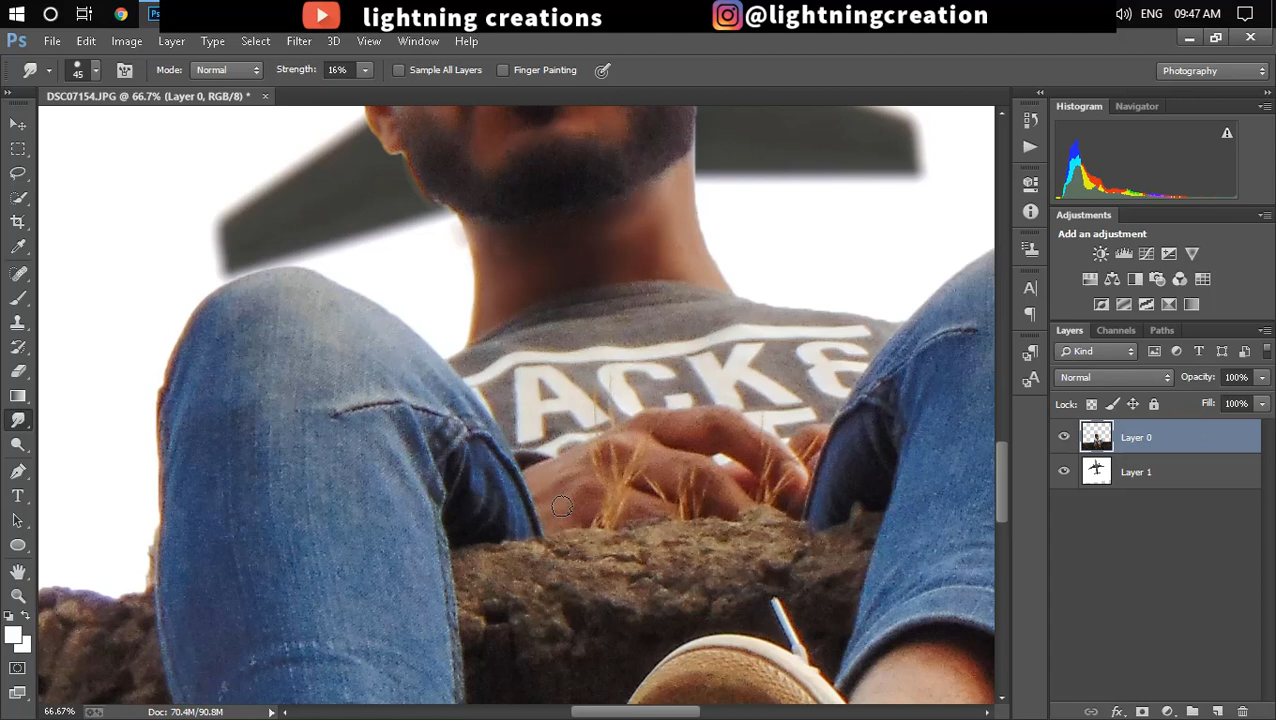 lightning creations
@lightningcreation
ENG 09:47 AM
Ps File Edit Image Layer Type Select Filter 3D View Window Help
45 Mode: Normal Strength: 16% Sample All Layers Finger Painting Photography
DSC07154.JPG @ 66.7% (Layer 0, RGB/8) *
Histogram Navigator
Adjustments
Add an adjustment
Layers Channels Paths
Kind
Normal Opacity: 100%
Lock: Fill: 100%
Layer 0
Layer 1
ACK&
66.67% Doc: 70.4M/90.8M